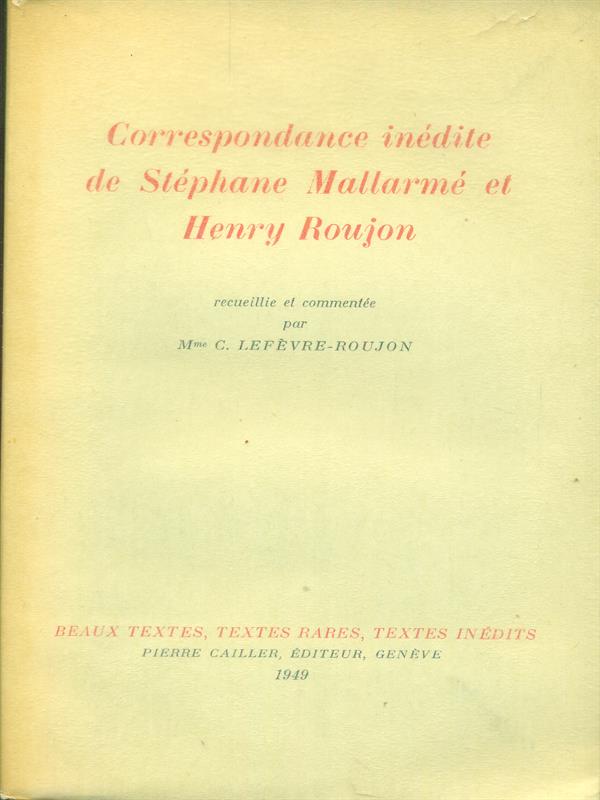 Correspondance inédite
de Stéphane Mallarmé et
Henry Roujon
recueillie et commentée
par
Mme C. LEFÈVRE-ROUJON
BEAUX TEXTES, TEXTES RARES, TEXTES INÉDITS
PIERRE CAILLER, ÉDITEUR, GENÈVE
1949